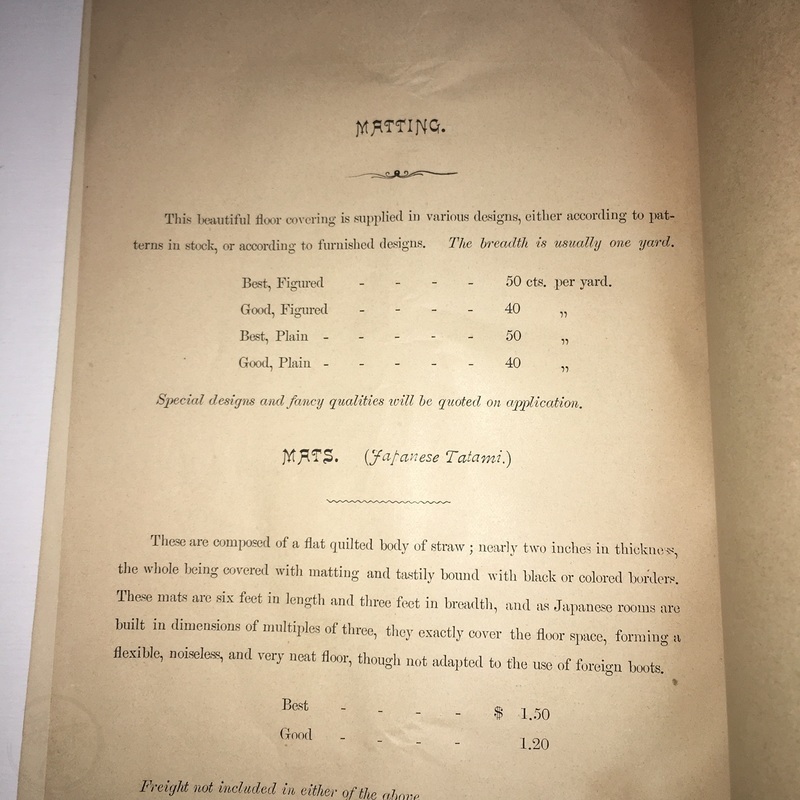 MATTING.
This beautiful floor covering is supplied in various designs, either according to pat-
terns in stock, or according to furnished designs. The breadth is usually one yard.
Best, Figured - - - - 50 cts. per yard.
Good, Figured - - - - 40 „
Best, Plain - - - - - 50 „
Good, Plain - - - - - 40 „
Special designs and fancy qualities will be quoted on application.
MATS. (Japanese Tatami.)
These are composed of a flat quilted body of straw ; nearly two inches in thickness,
the whole being covered with matting and tastily bound with black or colored borders.
These mats are six feet in length and three feet in breadth, and as Japanese rooms are
built in dimensions of multiples of three, they exactly cover the floor space, forming a
flexible, noiseless, and very neat floor, though not adapted to the use of foreign boots.
Best - - - - $ 1.50
Good - - - - 1.20
Freight not included in either of the above